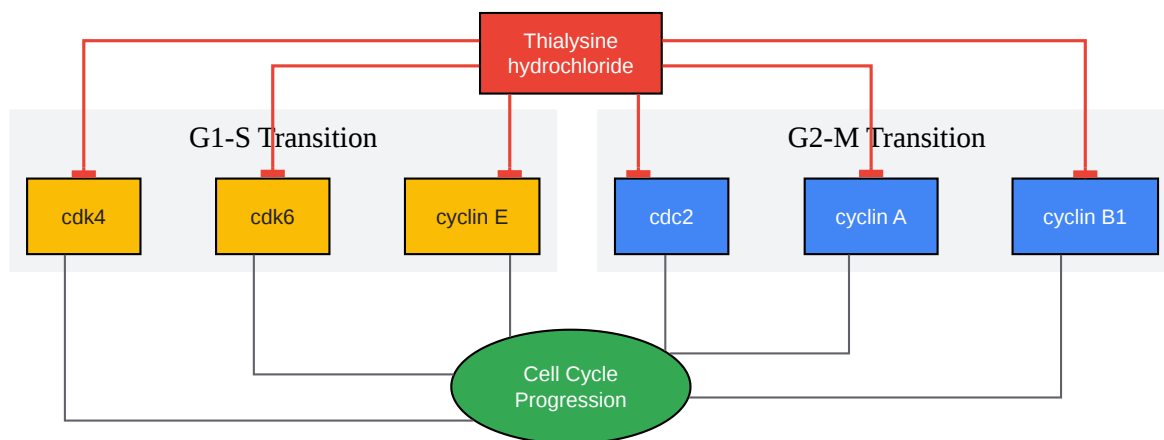 Thialysine
hydrochloride
G1-S Transition
G2-M Transition
cdk4
cdk6
cyclin E
cdc2
cyclin A
cyclin B1
Cell Cycle
Progression